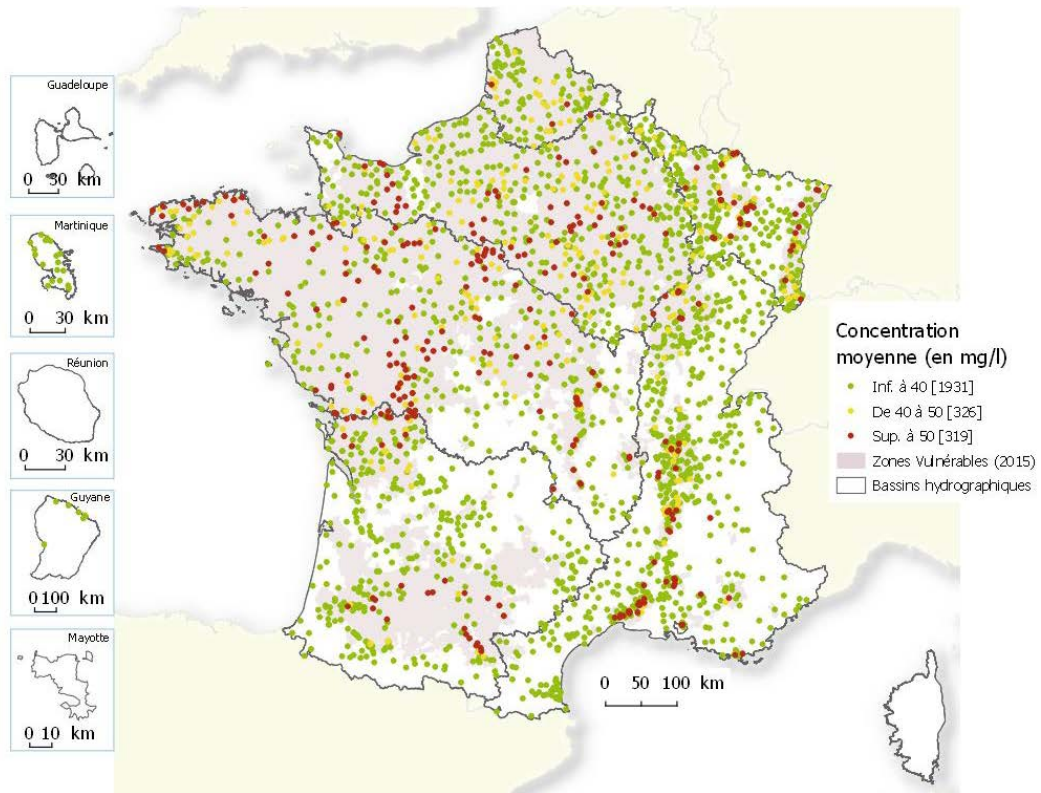 Guadeloupe
0 30 km
Martinique
0 30 km
Réunion
0 30 km
Guyane
0 100 km
Mayotte
0 10 km
0 50 100 km
Concentration
moyenne (en mg/l)
Inf. à 40 [1931]
De 40 à 50 [326]
Sup. à 50 [319]
Zones Vulnérables (2015)
Bassins hydrographiques